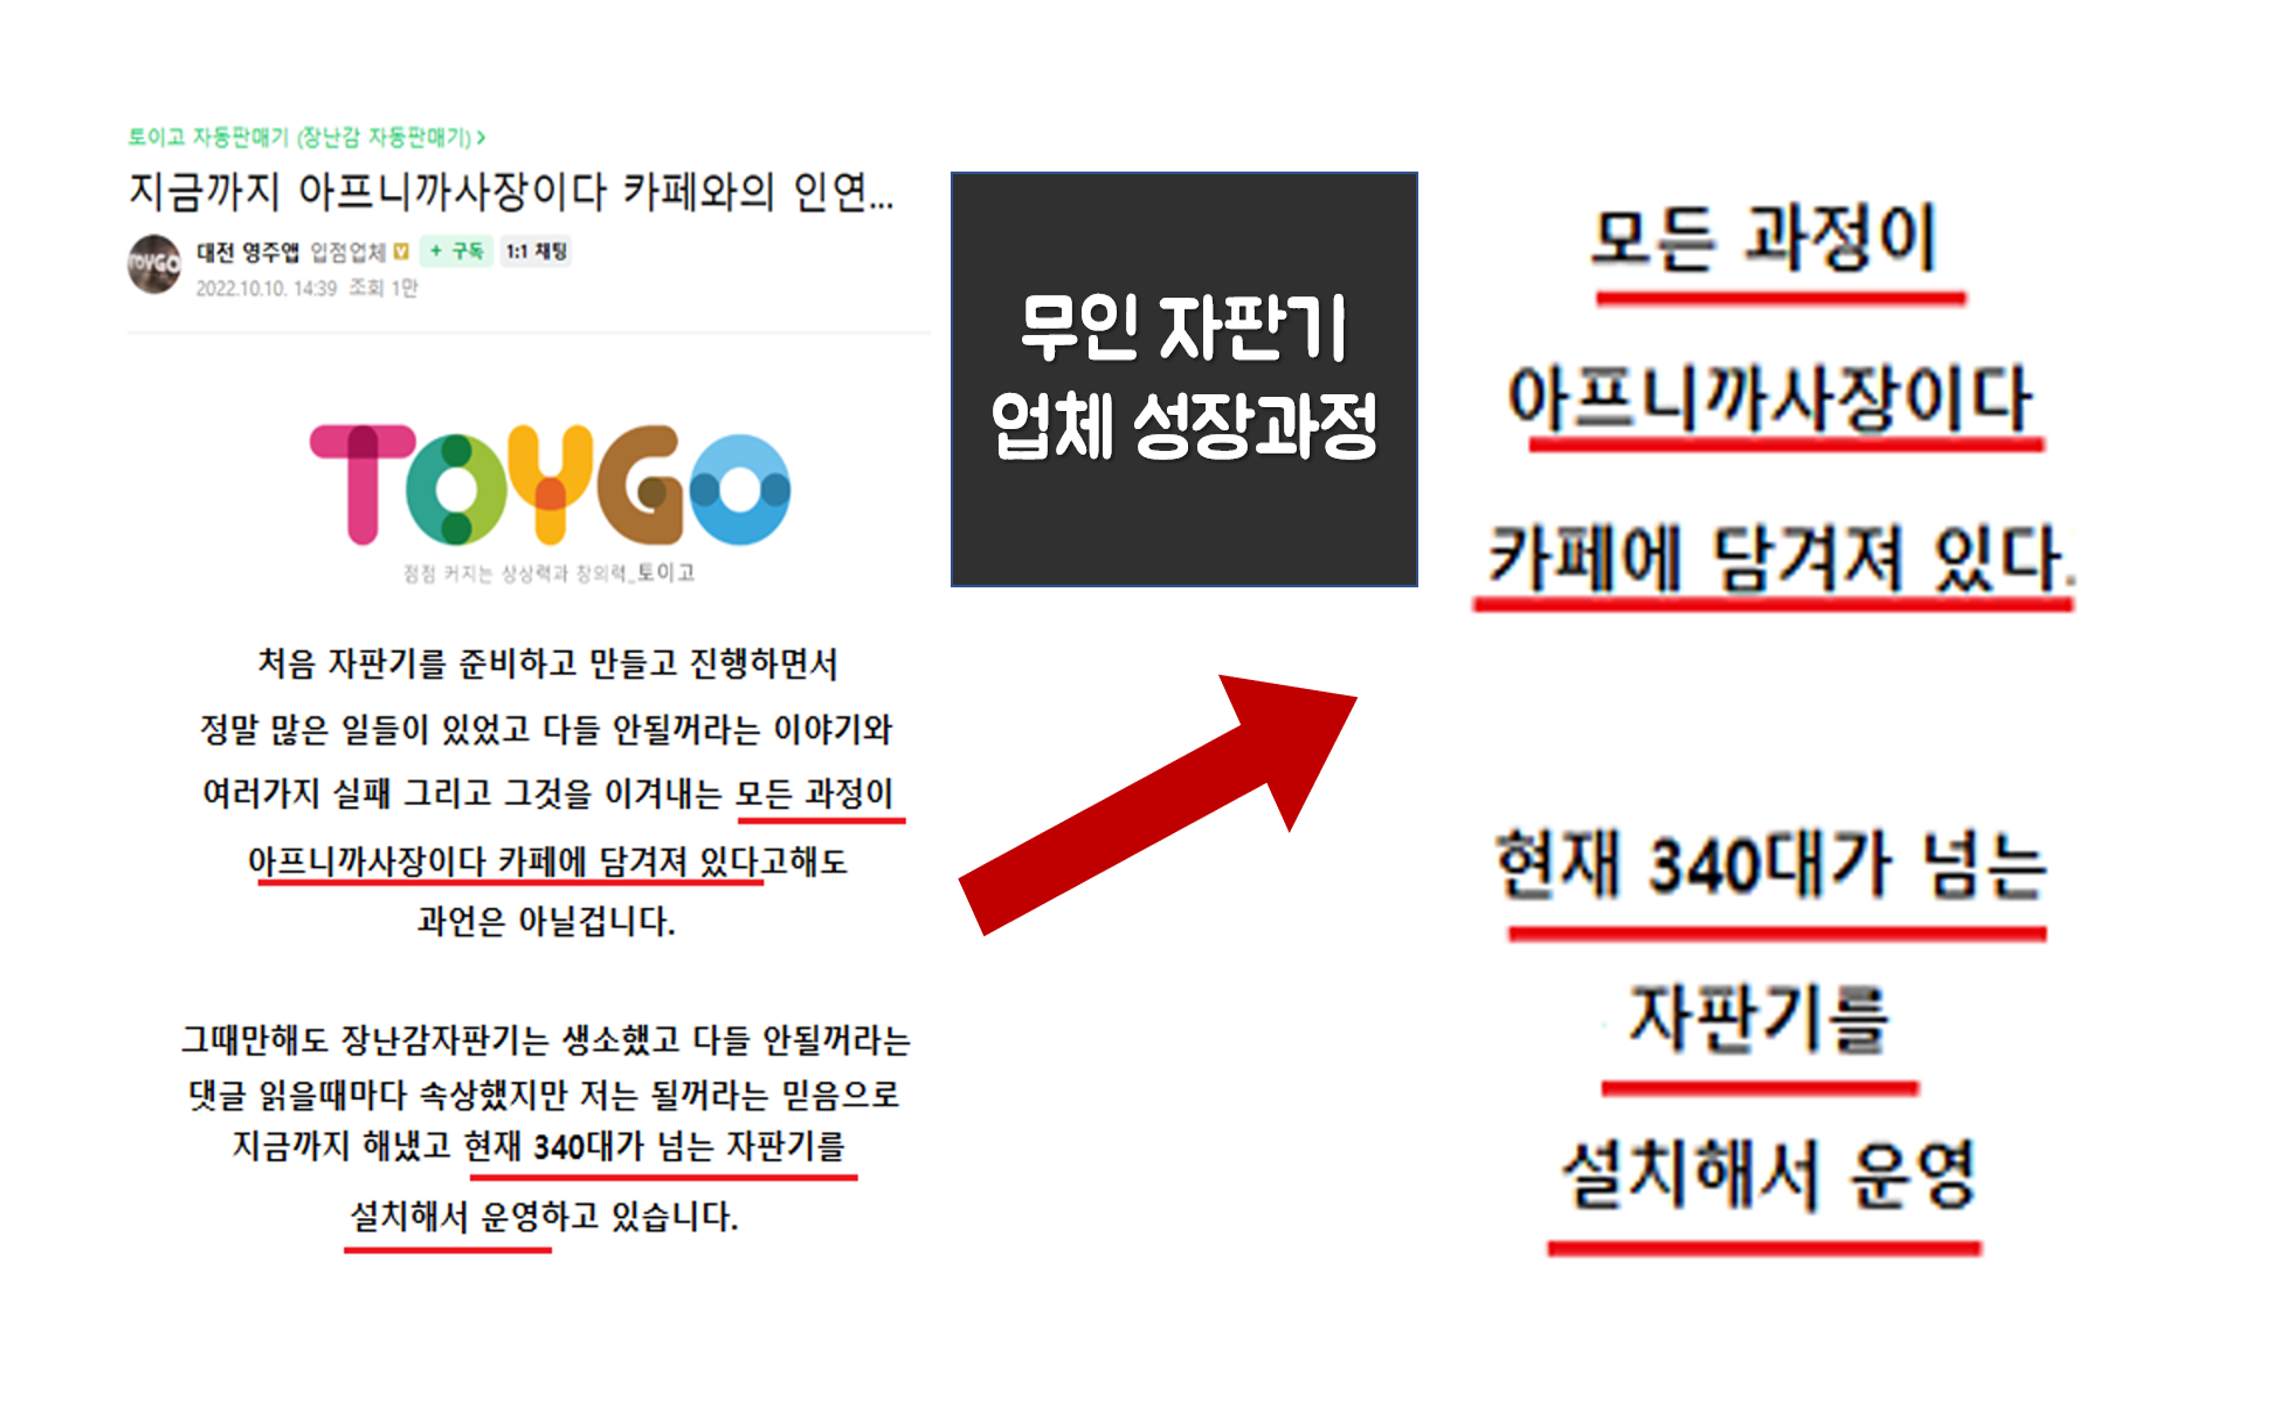 토이고 자동판매기 (장난감 자동판매기) >
지금까지 아프니까사장이다 카페와의 인연...
TOYGO
대전 영주앱 입점업체 V + 구독 1:1 채팅
2022.10.10. 14:39 조회 1만
TOYGO
점점 커지는 상상력과 창의력_토이고
처음 자판기를 준비하고 만들고 진행하면서
정말 많은 일들이 있었고 다들 안될꺼라는 이야기와
여러가지 실패 그리고 그것을 이겨내는 모든 과정이
아프니까사장이다 카페에 담겨져 있다고해도
과언은 아닐겁니다.
그때만해도 장난감자판기는 생소했고 다들 안될꺼라는
댓글 읽을때마다 속상했지만 저는 될꺼라는 믿음으로
지금까지 해냈고 현재 340대가 넘는 자판기를
설치해서 운영하고 있습니다.
무인 자판기
업체 성장과정
모든 과정이
아프니까사장이다
카페에 담겨져 있다.
현재 340대가 넘는
자판기를
설치해서 운영